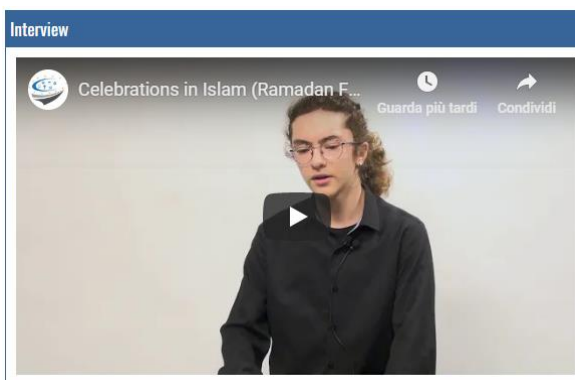 Interview
Celebrations in Islam (Ramadan F...
Guarda più tardi
Condividi